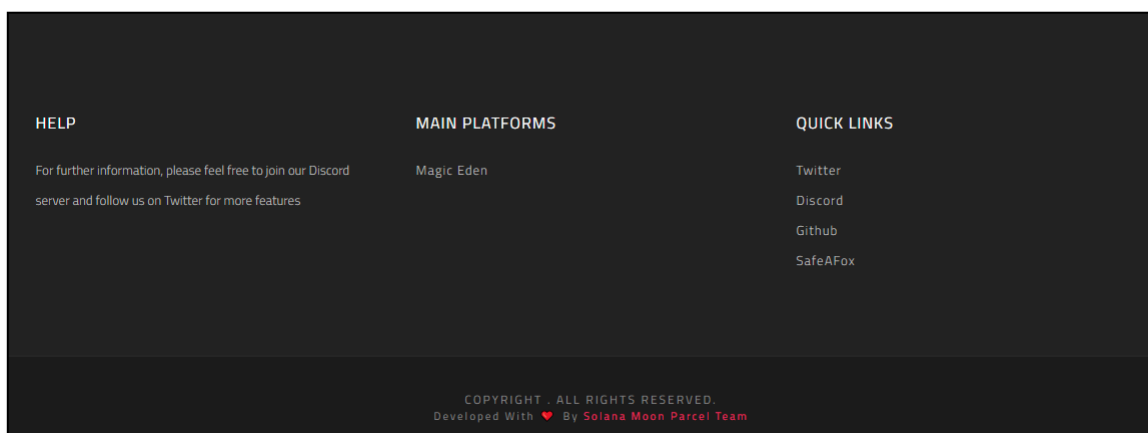 HELP
For further information, please feel free to join our Discord
server and follow us on Twitter for more features
MAIN PLATFORMS
Magic Eden
QUICK LINKS
Twitter
Discord
Github
SafeAFox
COPYRIGHT . ALL RIGHTS RESERVED.
Developed With ❤ By Solana Moon Parcel Team